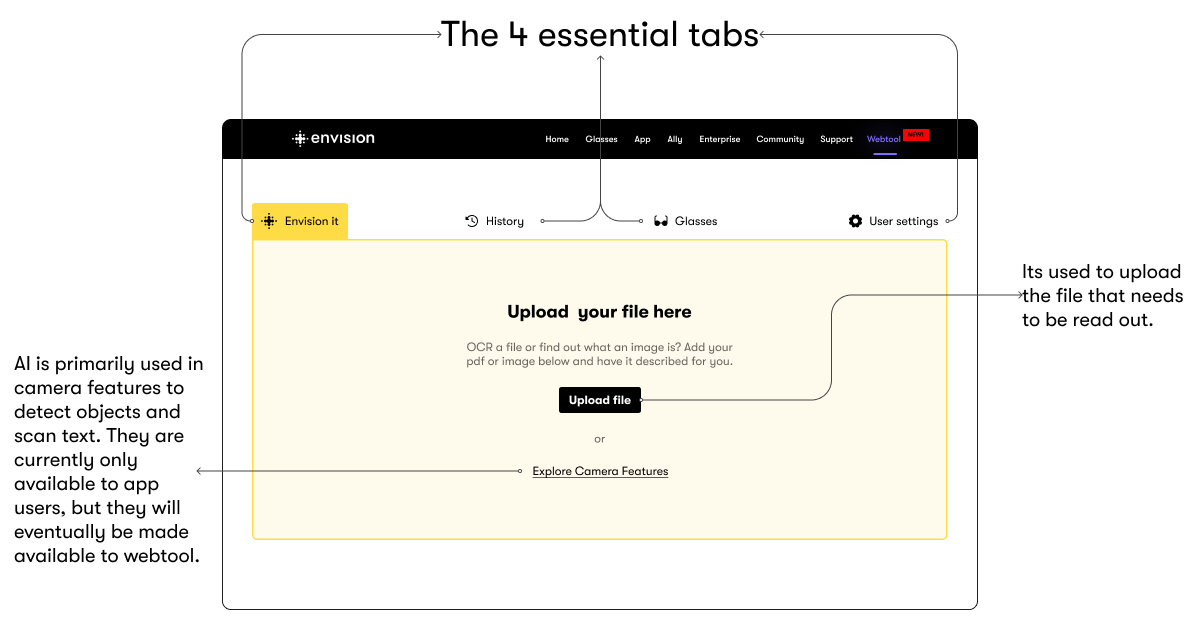 The 4 essential tabs
envision
Home Glasses App Ally Enterprise Community Support Webtool NEW!
Envision it
History
Glasses
User settings
Upload your file here
OCR a file or find out what an image is? Add your
pdf or image below and have it described for you.
Upload file
or
Explore Camera Features
Its used to upload
the file that needs
to be read out.
AI is primarily used in
camera features to
detect objects and
scan text. They are
currently only
available to app
users, but they will
eventually be made
available to webtool.